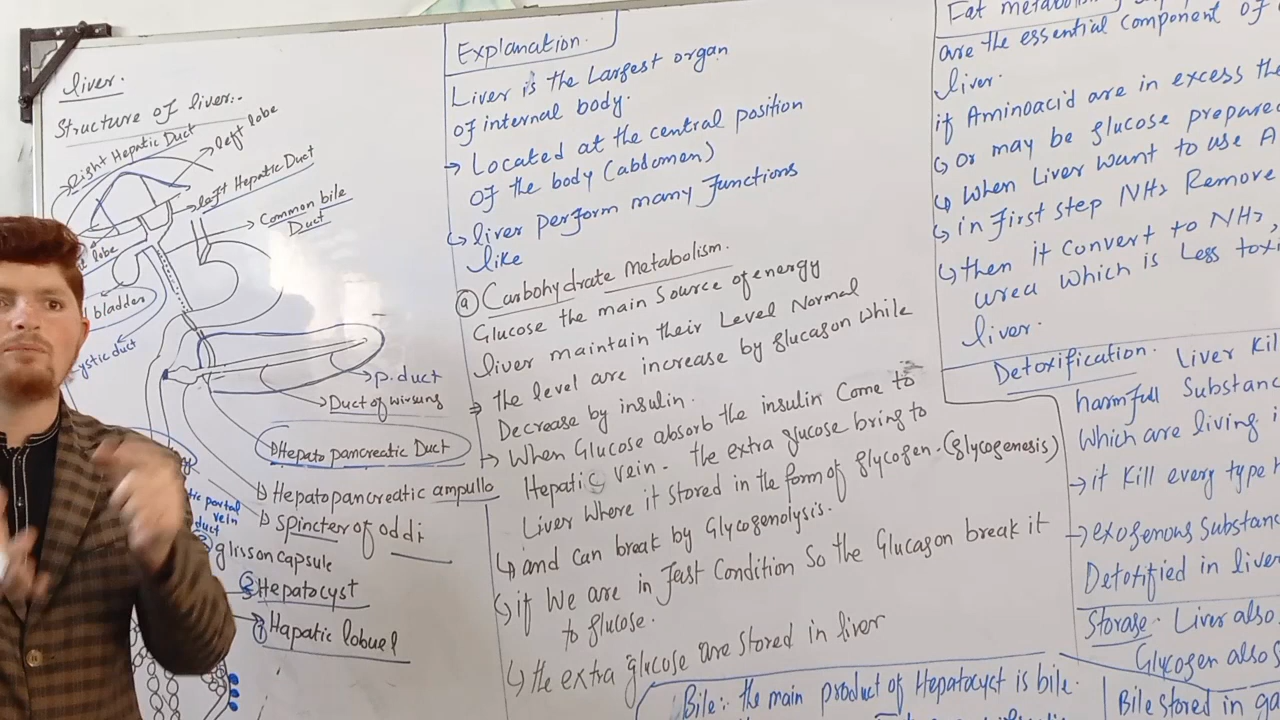 liver.
Structure of liver:-
Right Hepatic Duct
left lobe
left Hepatic Duct
Common bile
Duct
lobe
bladder
ystic duct
p. duct
Duct of wirsung
Hepato pancreatic Duct
Hepatopancreatic ampulla
Spincter of oddi
tic portal
vein
duct
glisson capsule
② Hepatocyst
① Hapatic lobuel
Explanation.
Liver is the Largest organ
of internal body.
→ Located at the central position
of the body (abdomen)
↳ liver perform many functions
like
ⓐ Carbohydrate Metabolism.
Glucose the main Source of energy
liver maintain their Level Normal
⇒ the level are increase by glucagon while
Decrease by insulin.
↳ When Glucose absorb the insulin Come to
Hepatic vein. the extra glucose bring to
Liver Where it Stored in the form of glycogen. (glycogenesis)
↳ and can break by Glycogenolysis.
↳ if We are in Fast Condition So the Glucagon break it
to glucose.
↳ the extra glucose are stored in liver
Bile:- the main product of Hepatocyst is bile.
Fat metabolism
are the essential component of
liver.
if Aminoacid are in excess the
↳ or may be glucose prepare
↳ When Liver want to use A
↳ in first step NH2 Remove
↳ then it Convert to NH3,
urea which is Less toxi
liver.
Detoxification. Liver Kil
harmfull Substanc
Which are living i
→ it Kill every type
→ exogenous Substanc
Detotified in liver
Storage. Liver also
Glycogen also s
Bile stored in ga